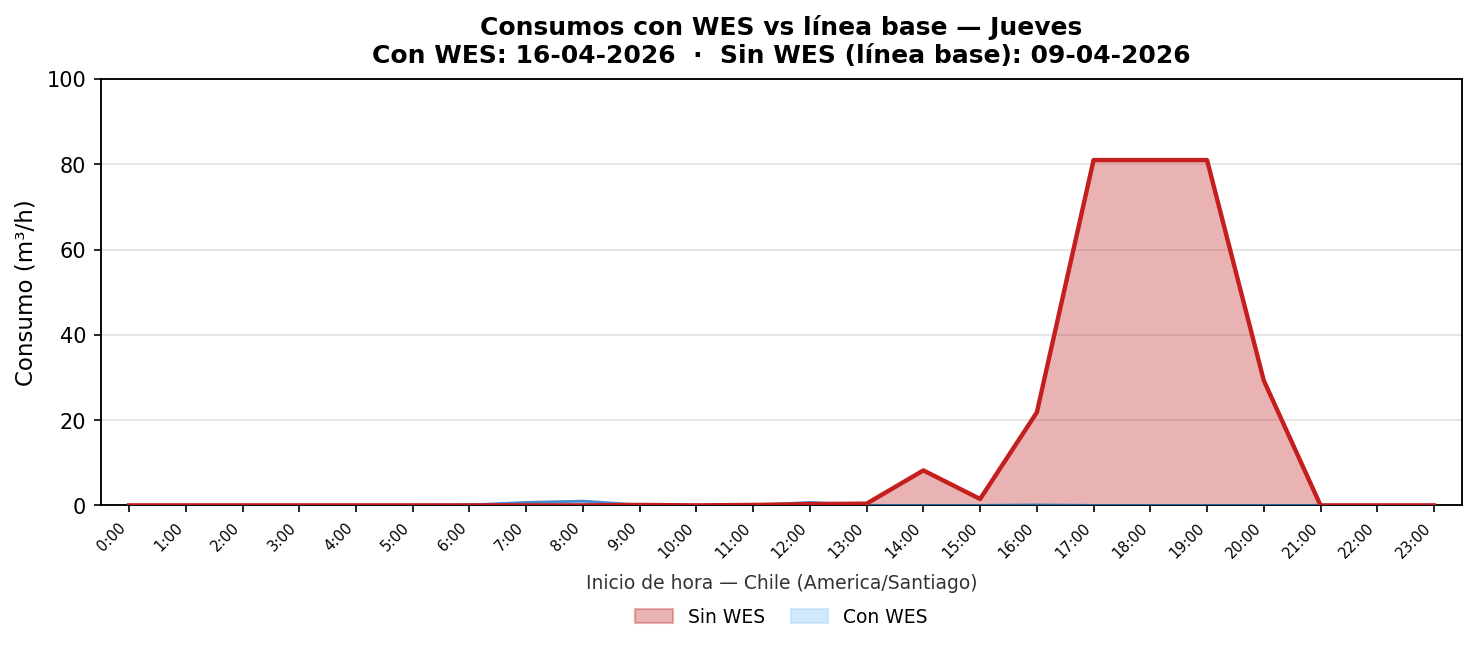 Consumos con WES vs línea base — Jueves
Con WES: 16-04-2026 · Sin WES (línea base): 09-04-2026
Consumo (m³/h)
100
80
60
40
20
0
0:00 1:00 2:00 3:00 4:00 5:00 6:00 7:00 8:00 9:00 10:00 11:00 12:00 13:00 14:00 15:00 16:00 17:00 18:00 19:00 20:00 21:00 22:00 23:00
Inicio de hora — Chile (America/Santiago)
Sin WES Con WES